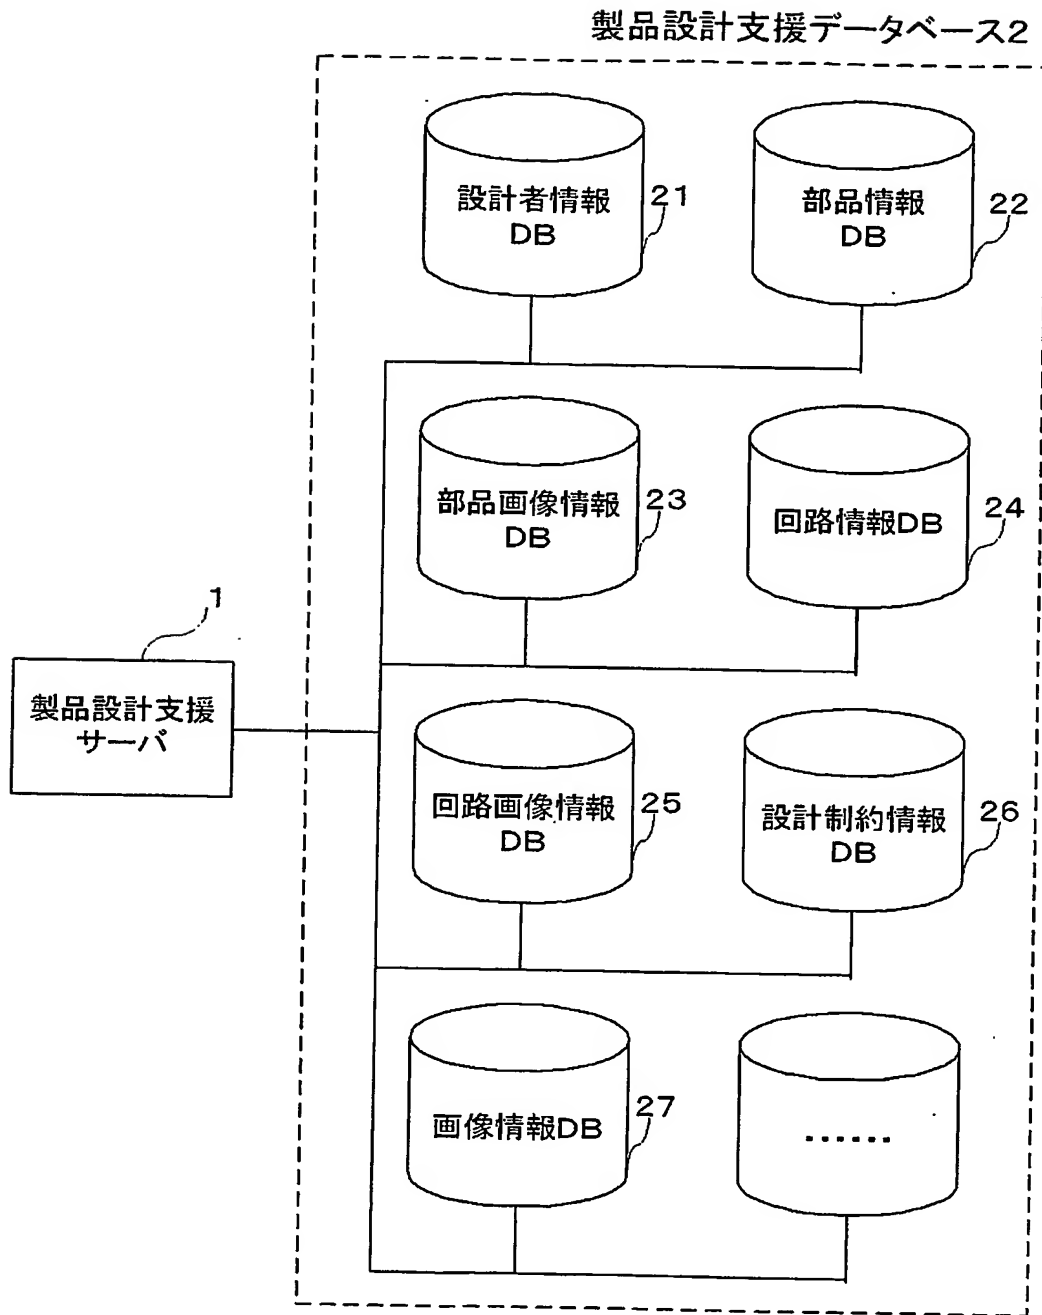 製品設計支援データベース2
設計者情報
DB
21
部品情報
DB
22
部品画像情報
DB
23
回路情報DB
24
1
製品設計支援
サーバ
回路画像情報
DB
25
設計制約情報
DB
26
画像情報DB
27
……